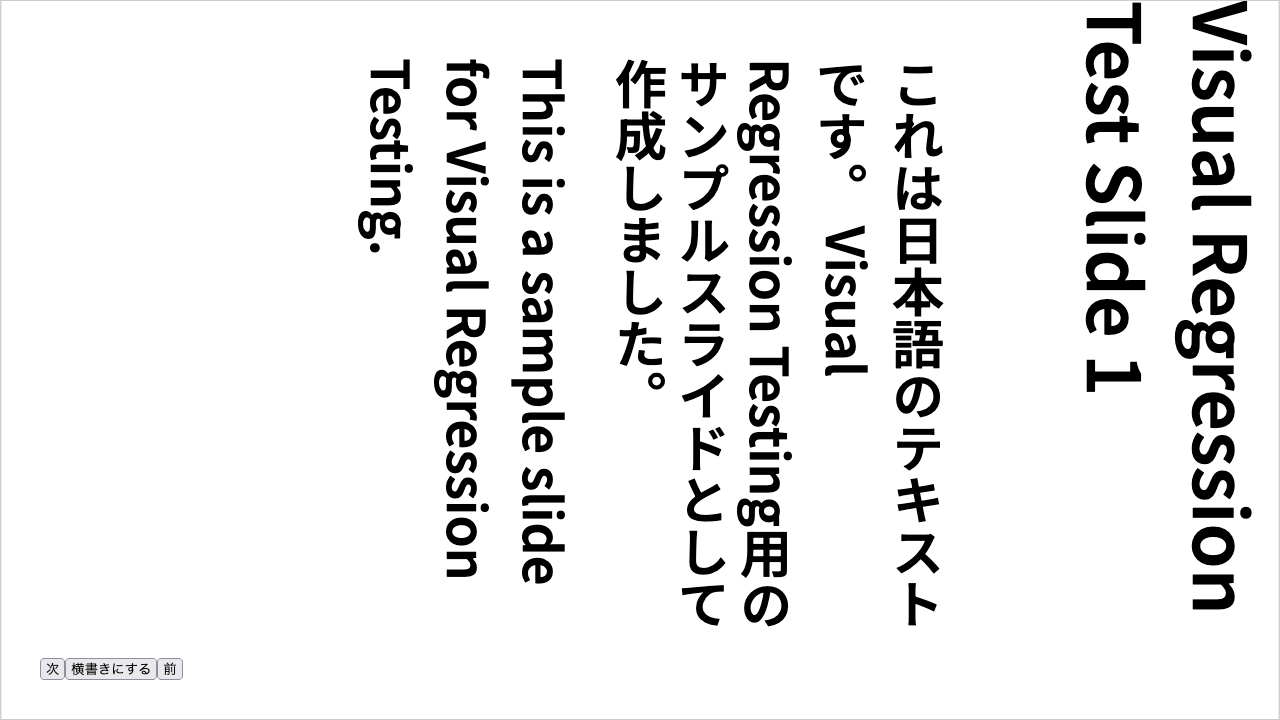 Visual Regression
Test Slide 1
これは日本語のテキスト
です。 Visual
Regression Testing用の
サンプルスライドとして
作成しました。
This is a sample slide
for Visual Regression
Testing.
次
横書きにする
前